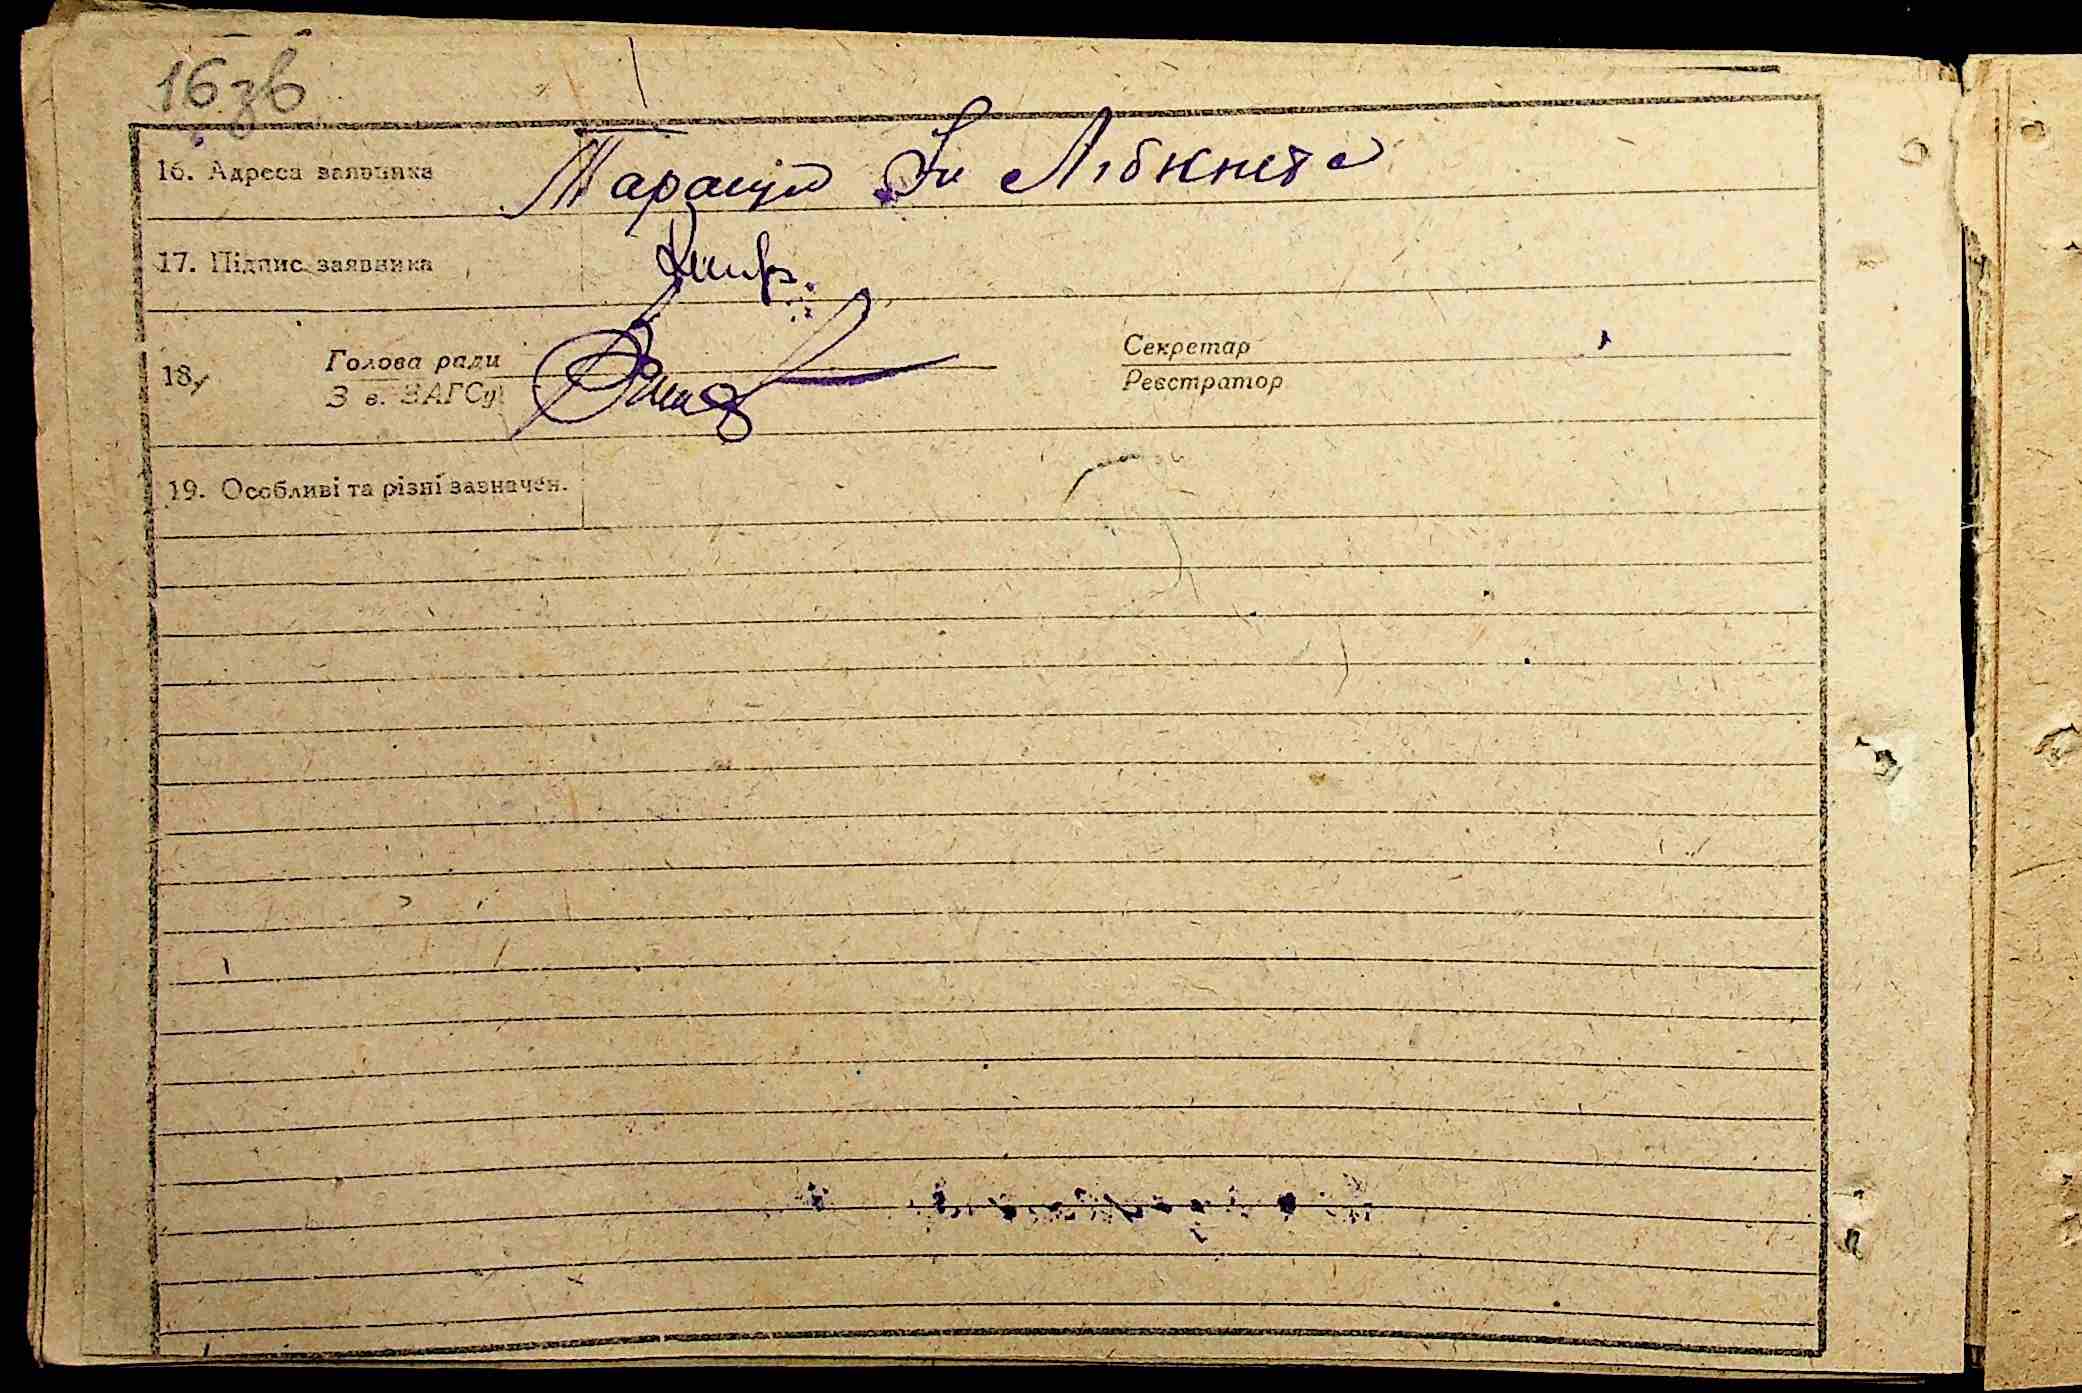 16зв
16. Адреса заявника Тараща Лібкнета
17. Підпис заявника
18. Голова ради Секретар
З в. ЗАГСу Реєстратор
19. Особливі та різні зазначен.